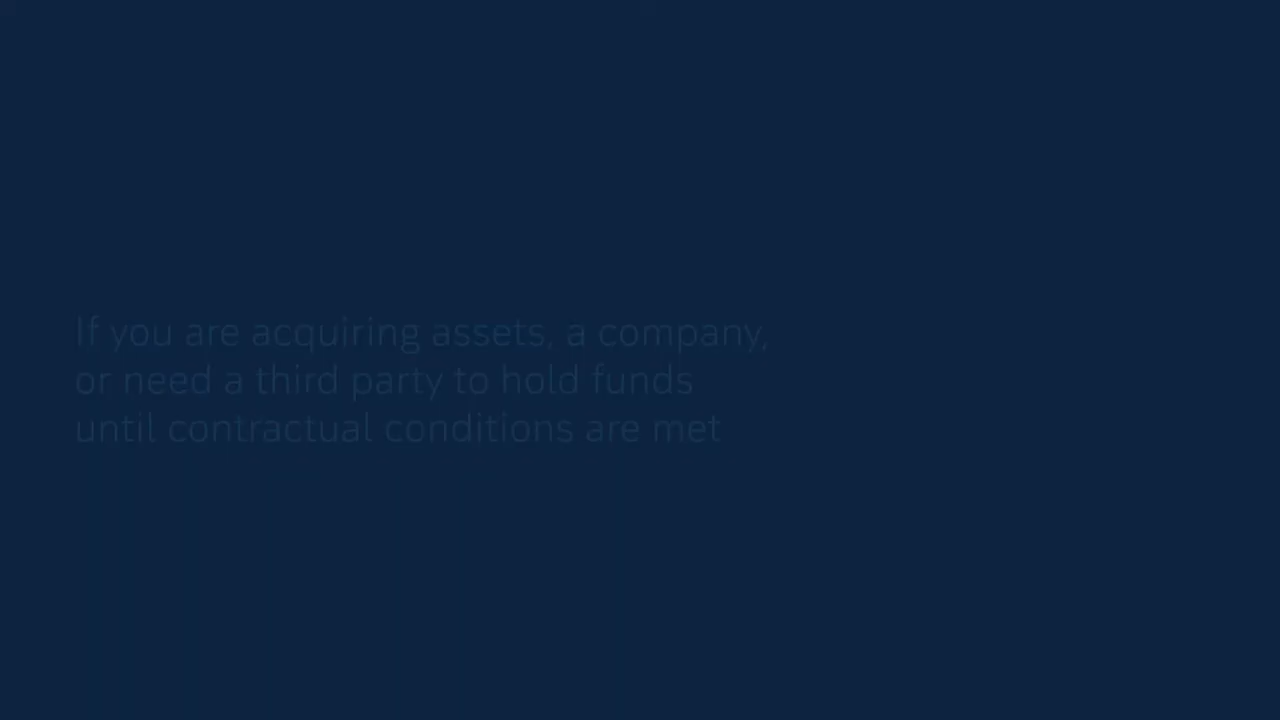 If you are acquiring assets, a company,
or need a third party to hold funds
until contractual conditions are met